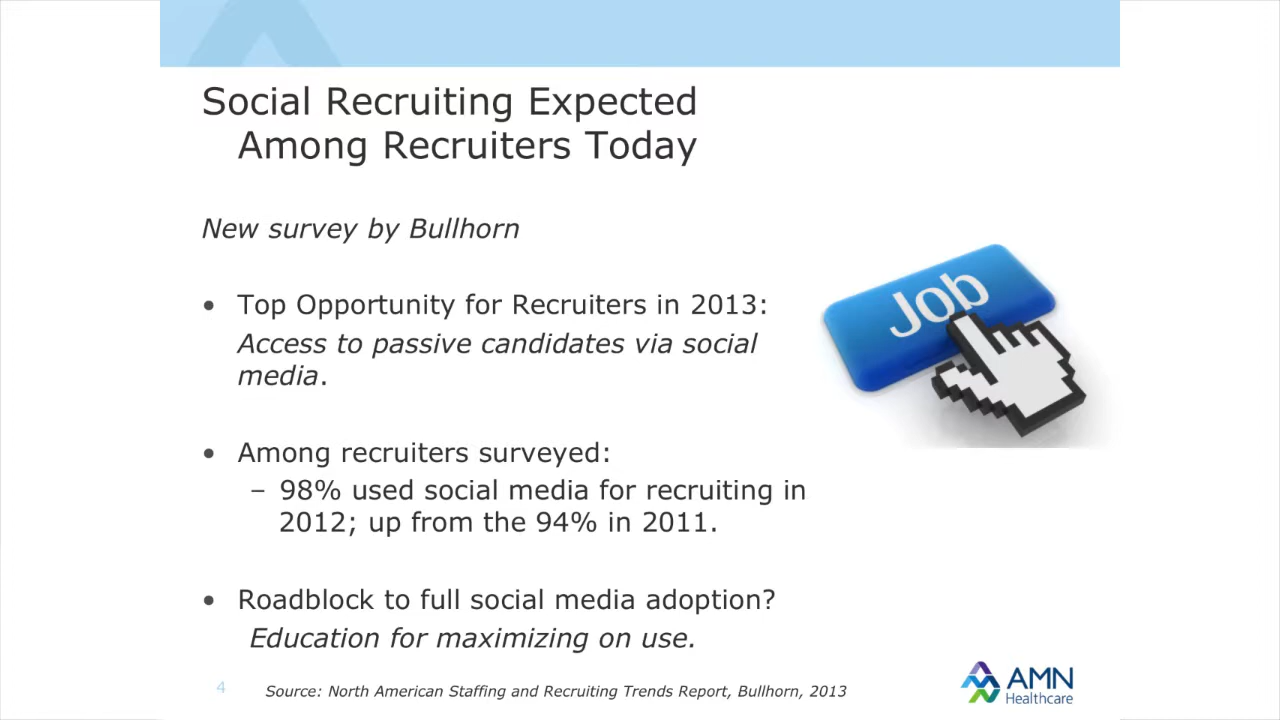 Social Recruiting Expected
Among Recruiters Today
New survey by Bullhorn
• Top Opportunity for Recruiters in 2013:
Access to passive candidates via social
media.
Job
• Among recruiters surveyed:
– 98% used social media for recruiting in
2012; up from the 94% in 2011.
• Roadblock to full social media adoption?
Education for maximizing on use.
4
Source: North American Staffing and Recruiting Trends Report, Bullhorn, 2013
AMN
Healthcare